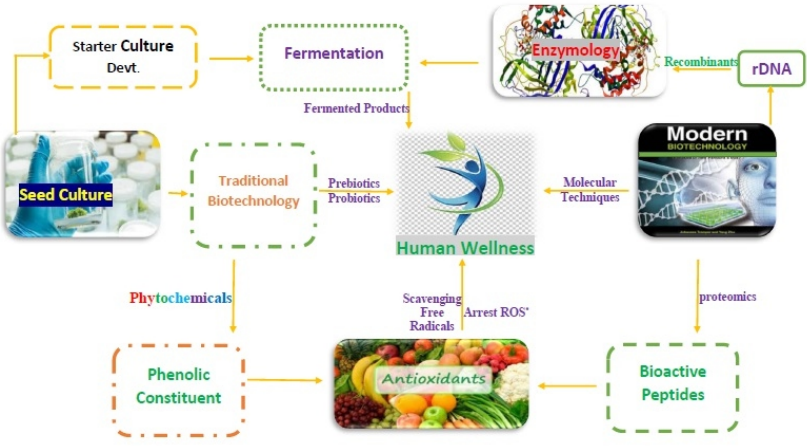 Starter Culture
Devt.
Fermentation
Enzymology
Recombinants
rDNA
Fermented Products
Modern
BIOTECHNOLOGY
Seed Culture
Traditional
Biotechnology
Prebiotics
Probiotics
Molecular
Techniques
Human Wellness
Phytochemicals
Scavenging
Free
Radicals
Arrest ROS*
proteomics
Phenolic
Constituent
Antioxidants
Bioactive
Peptides